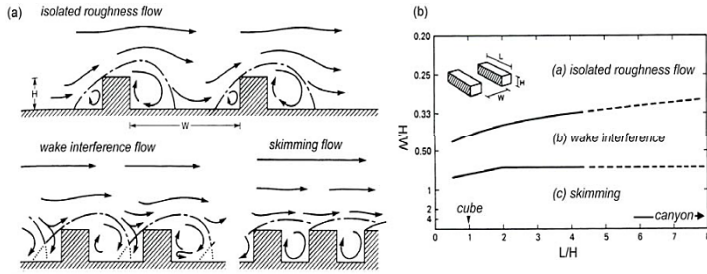 (a)
isolated roughness flow
H
W
wake interference flow
skimming flow
(b)
0.20
0.25
0.33
0.50
1
2
4
L
H
W
(a) isolated roughness flow
(b) wake interference
(c) skimming
cube
canyon
0 1 2 3 4 5 6 7 8
L/H